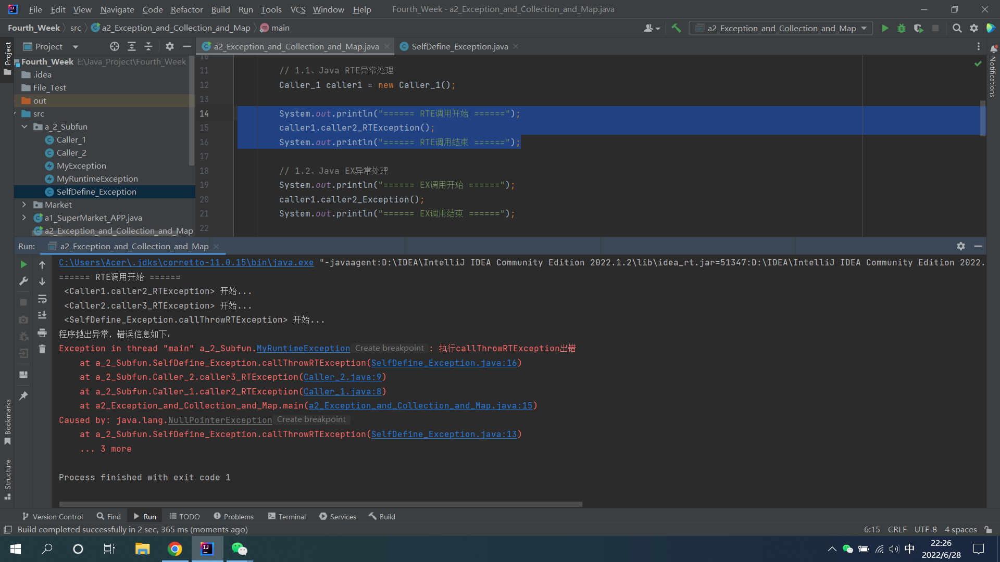 File Edit View Navigate Code Refactor Build Run Tools VCS Window Help Fourth_Week - a2_Exception_and_Collection_and_Map.java
Fourth_Week src a2_Exception_and_Collection_and_Map main a2_Exception_and_Collection_and_Map
Project a2_Exception_and_Collection_and_Map.java SelfDefine_Exception.java
Project
Notifications
Fourth_Week E:\Java_Project\Fourth_Week
.idea
File_Test
out
src
a_2_Subfun
Caller_1
Caller_2
MyException
MyRuntimeException
SelfDefine_Exception
Market
a1_SuperMarket_APP.java
a2_Exception_and_Collection_and_Map
10
11 // 1.1、Java RTE异常处理
12 Caller_1 caller1 = new Caller_1();
13
14 System.out.println("====== RTE调用开始 ======");
15 caller1.caller2_RTException();
16 System.out.println("====== RTE调用结束 ======");
17
18 // 1.2、Java EX异常处理
19 System.out.println("====== EX调用开始 ======");
20 caller1.caller2_Exception();
21 System.out.println("====== EX调用结束 ======");
22
Run: a2_Exception_and_Collection_and_Map
C:\Users\Acer\.jdks\corretto-11.0.15\bin\java.exe "-javaagent:D:\IDEA\IntelliJ IDEA Community Edition 2022.1.2\lib\idea_rt.jar=51347:D:\IDEA\IntelliJ IDEA Community Edition 2022.
====== RTE调用开始 ======
<Caller1.caller2_RTException> 开始...
<Caller2.caller3_RTException> 开始...
<SelfDefine_Exception.callThrowRTException> 开始...
程序抛出异常，错误信息如下：
Exception in thread "main" a_2_Subfun.MyRuntimeException Create breakpoint : 执行callThrowRTException出错
at a_2_Subfun.SelfDefine_Exception.callThrowRTException(SelfDefine_Exception.java:16)
at a_2_Subfun.Caller_2.caller3_RTException(Caller_2.java:9)
at a_2_Subfun.Caller_1.caller2_RTException(Caller_1.java:8)
at a2_Exception_and_Collection_and_Map.main(a2_Exception_and_Collection_and_Map.java:15)
Caused by: java.lang.NullPointerException Create breakpoint
at a_2_Subfun.SelfDefine_Exception.callThrowRTException(SelfDefine_Exception.java:13)
... 3 more
Process finished with exit code 1
Bookmarks
Structure
Version Control Find Run TODO Problems Terminal Services Build
Build completed successfully in 2 sec, 365 ms (moments ago) 6:15 CRLF UTF-8 4 spaces
中 22:26
2022/6/28